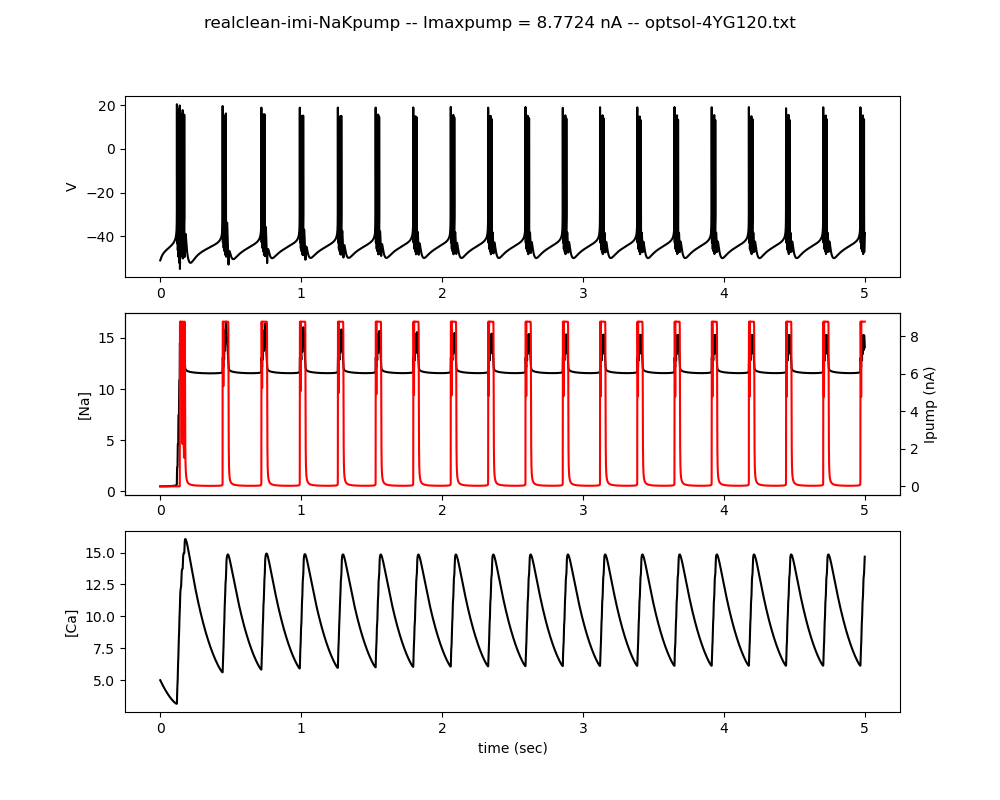 realclean-imi-NaKpump -- Imaxpump = 8.7724 nA -- optsol-4YG120.txt
20
0
−20
−40
V
0 1 2 3 4 5
15
10
5
0
[Na]
8
6
4
2
0
Ipump (nA)
0 1 2 3 4 5
15.0
12.5
10.0
7.5
5.0
[Ca]
0 1 2 3 4 5
time (sec)